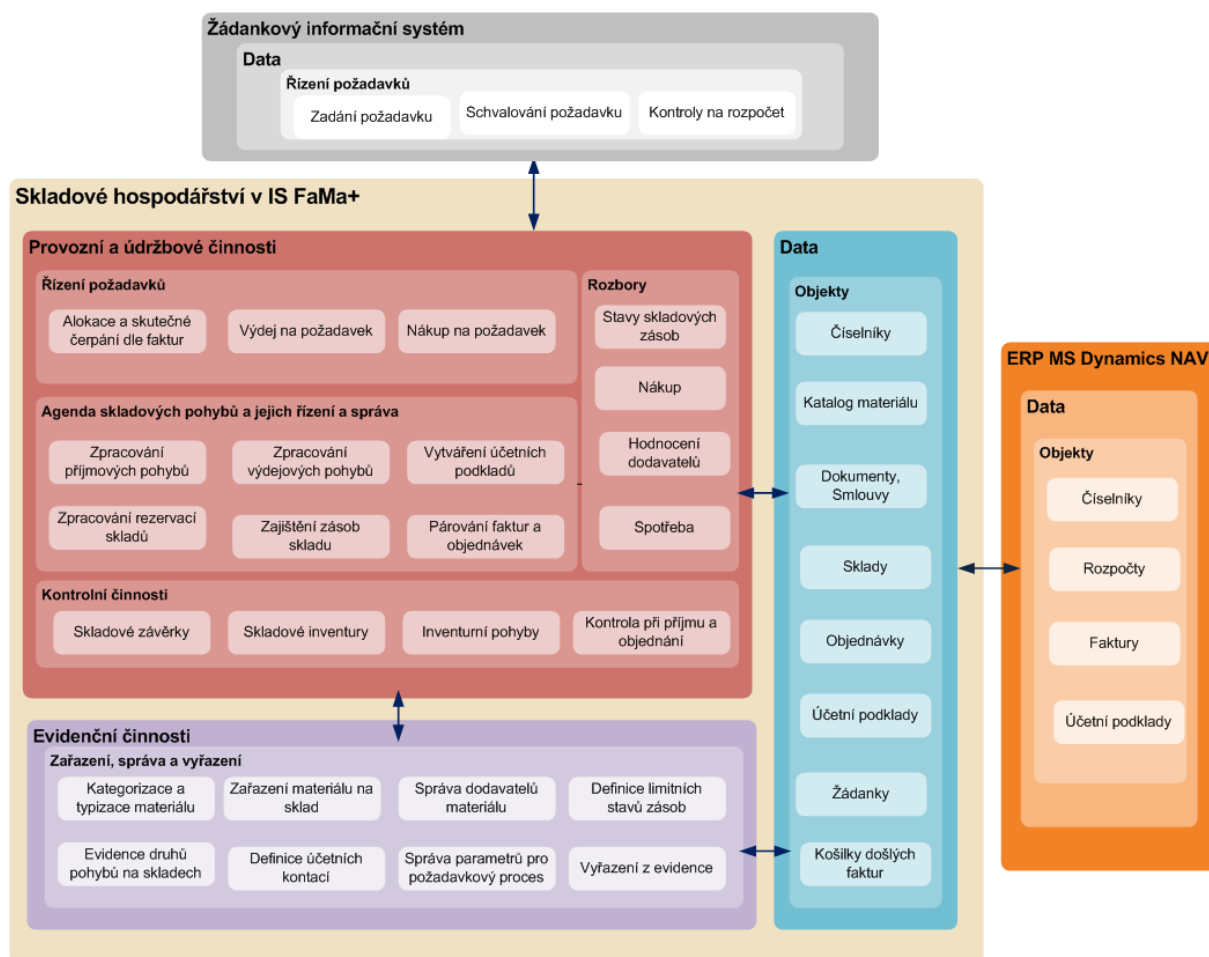 Žádankový informační systém
Data
Řízení požadavků
Zadání požadavku
Schvalování požadavku
Kontroly na rozpočet
Skladové hospodářství v IS FaMa+
Provozní a údržbové činnosti
Řízení požadavků
Alokace a skutečné
čerpání dle faktur
Výdej na požadavek
Nákup na požadavek
Agenda skladových pohybů a jejich řízení a správa
Zpracování
příjmových pohybů
Zpracování
výdejových pohybů
Vytváření účetních
podkladů
Zpracování rezervací
skladů
Zajištění zásob
skladu
Párování faktur a
objednávek
Rozbory
Stavy skladových
zásob
Nákup
Hodnocení
dodavatelů
Spotřeba
Kontrolní činnosti
Skladové závěrky
Skladové inventury
Inventurní pohyby
Kontrola při příjmu a
objednání
Evidenční činnosti
Zařazení, správa a vyřazení
Kategorizace a
typizace materiálu
Zařazení materiálu na
sklad
Správa dodavatelů
materiálu
Definice limitních
stavů zásob
Evidence druhů
pohybů na skladech
Definice účetních
kontací
Správa parametrů pro
požadavkový proces
Vyřazení z evidence
Data
Objekty
Číselníky
Katalog materiálu
Dokumenty,
Smlouvy
Sklady
Objednávky
Účetní podklady
Žádanky
Košilky došlých
faktur
ERP MS Dynamics NAV
Data
Objekty
Číselníky
Rozpočty
Faktury
Účetní podklady